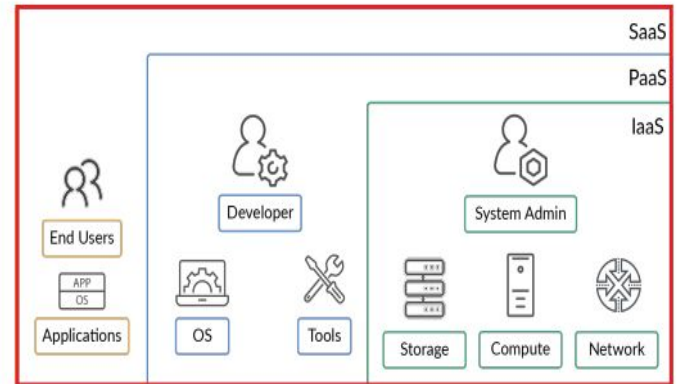 SaaS
PaaS
IaaS
Developer
System Admin
End Users
APP
OS
Applications
OS
Tools
Storage
Compute
Network